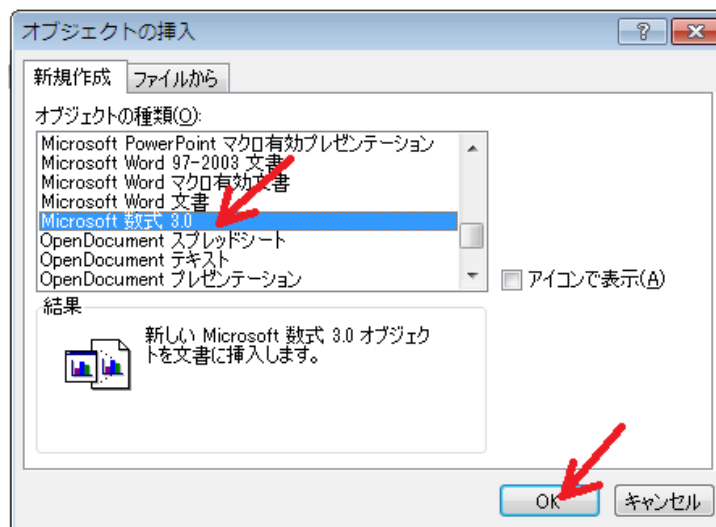 オブジェクトの挿入
新規作成
ファイルから
オブジェクトの種類(O):
Microsoft PowerPoint マクロ有効プレゼンテーション
Microsoft Word 97-2003 文書
Microsoft Word マクロ有効文書
Microsoft Word 文書
Microsoft 数式 3.0
OpenDocument スプレッドシート
OpenDocument テキスト
OpenDocument プレゼンテーション
アイコンで表示(A)
結果
新しい Microsoft 数式 3.0 オブジェク
トを文書に挿入します。
OK
キャンセル